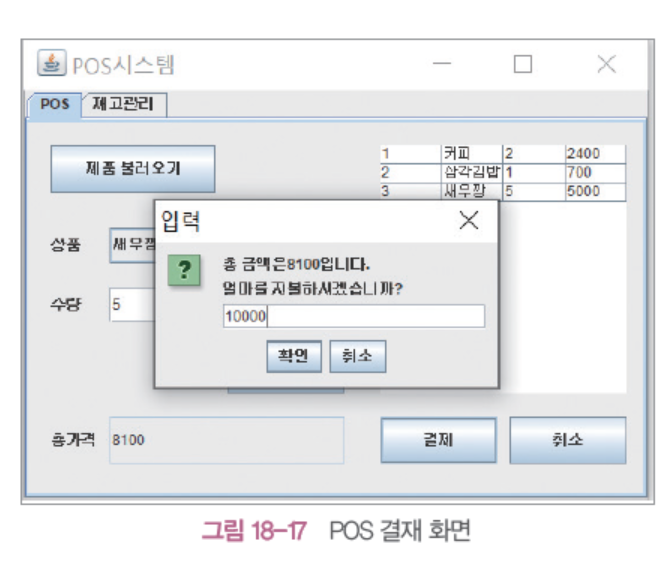 POS시스템
POS 재고관리
제품 불러오기
1 커피 2 2400
2 삼각김밥 1 700
3 새우깡 5 5000
입력
상품 새우깡
?
총 금액은8100입니다.
얼마를 지불하시겠습니까?
수량 5
10000
확인 취소
총가격 8100
결제 취소
그림 18-17 POS 결재 화면